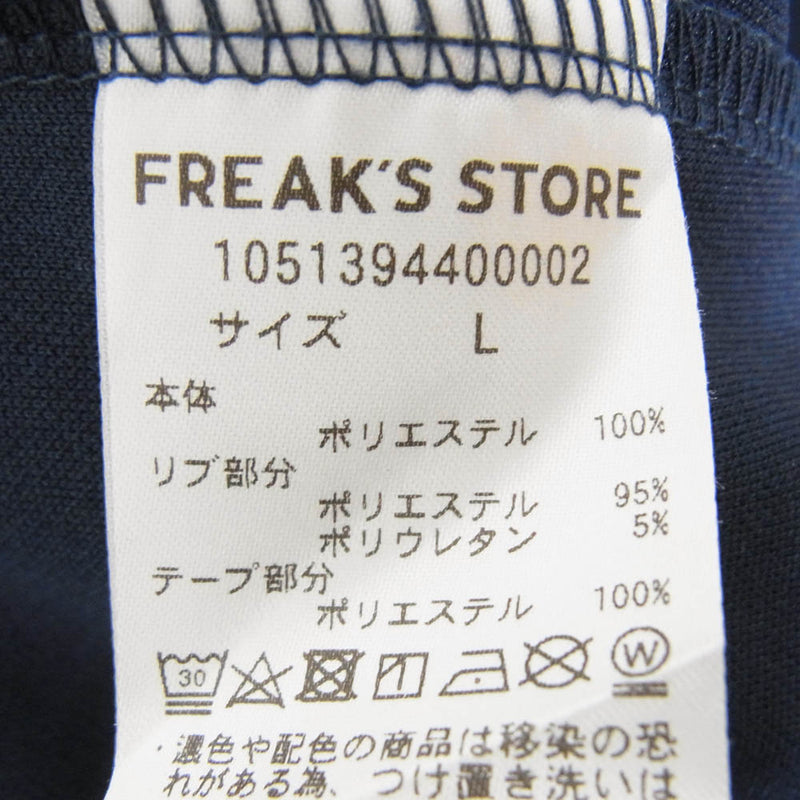 FREAK'S STORE
1051394400002
サイズ L
本体
ポリエステル 100%
リブ部分
ポリエステル 95%
ポリウレタン 5%
テープ部分
ポリエステル 100%
30 W
・濃色や配色の商品は移染の恐
れがある為、つけ置き洗いは